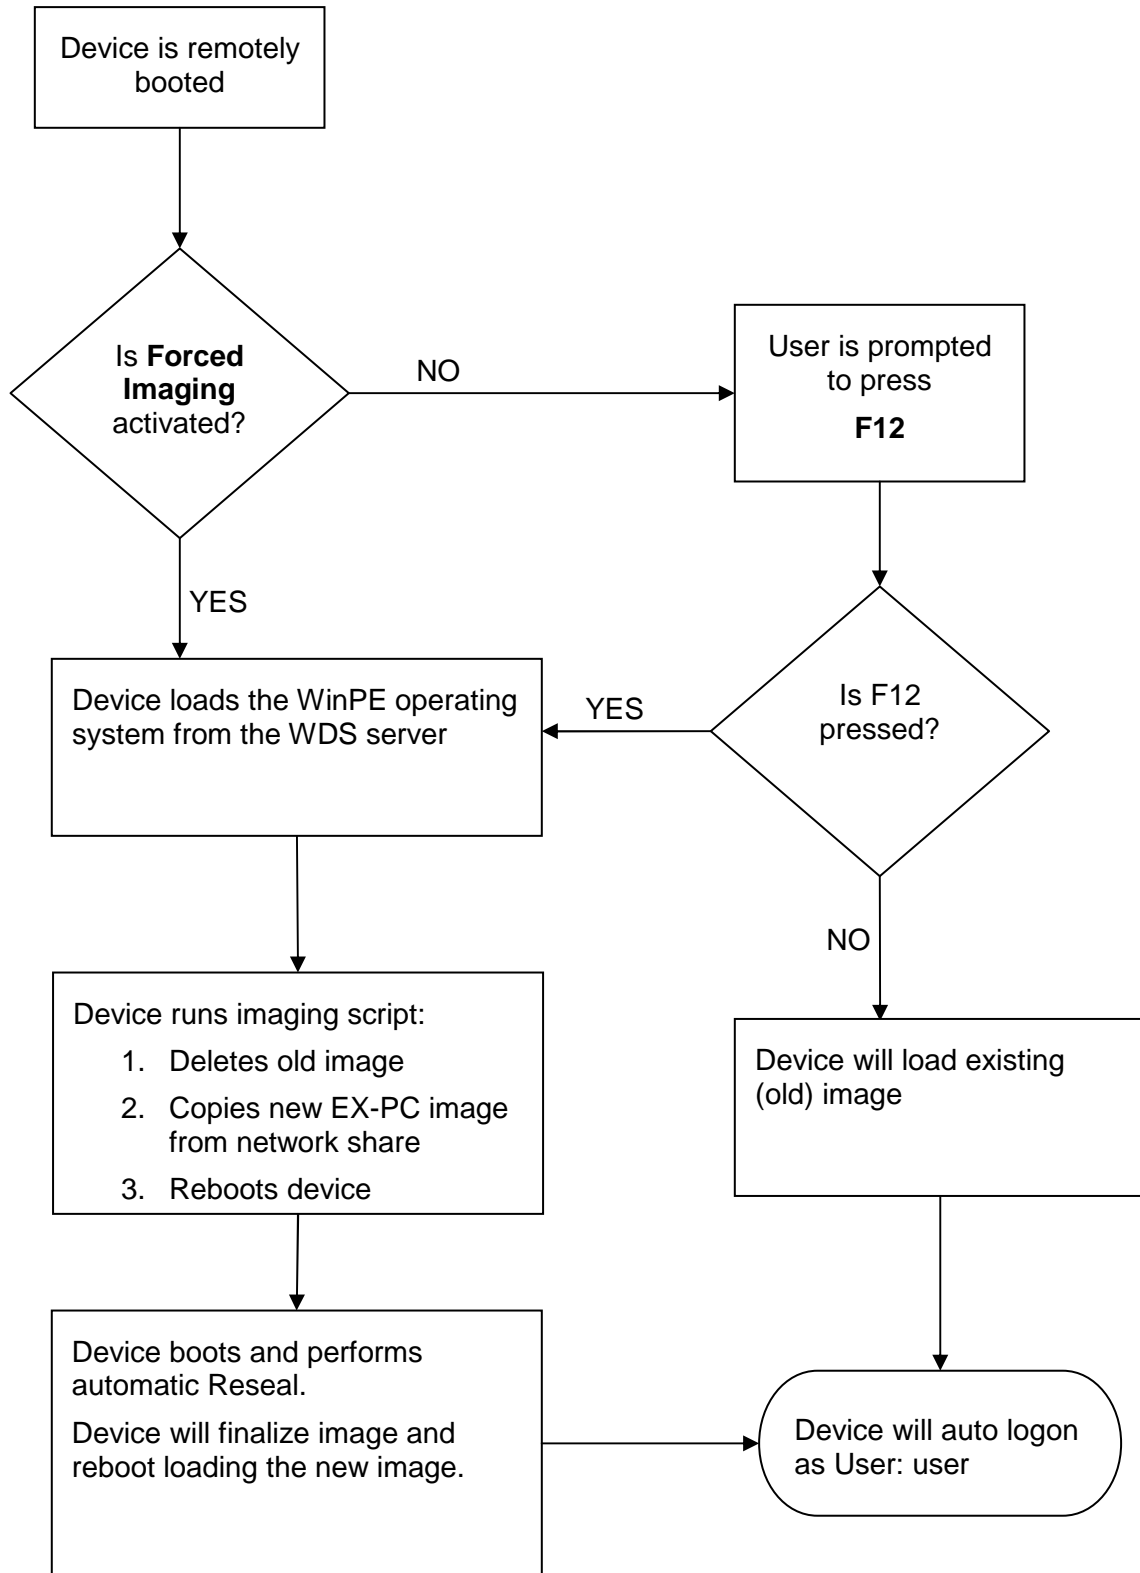 Device is remotely
booted
Is Forced
Imaging
activated?
NO
User is prompted
to press
F12
YES
Device loads the WinPE operating
system from the WDS server
YES
Is F12
pressed?
NO
Device runs imaging script:
1. Deletes old image
2. Copies new EX-PC image
from network share
3. Reboots device
Device will load existing
(old) image
Device boots and performs
automatic Reseal.
Device will finalize image and
reboot loading the new image.
Device will auto logon
as User: user